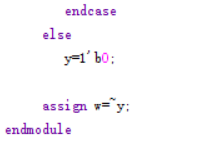 endcase
else
y=1'b0;
assign w=~y;
endmodule